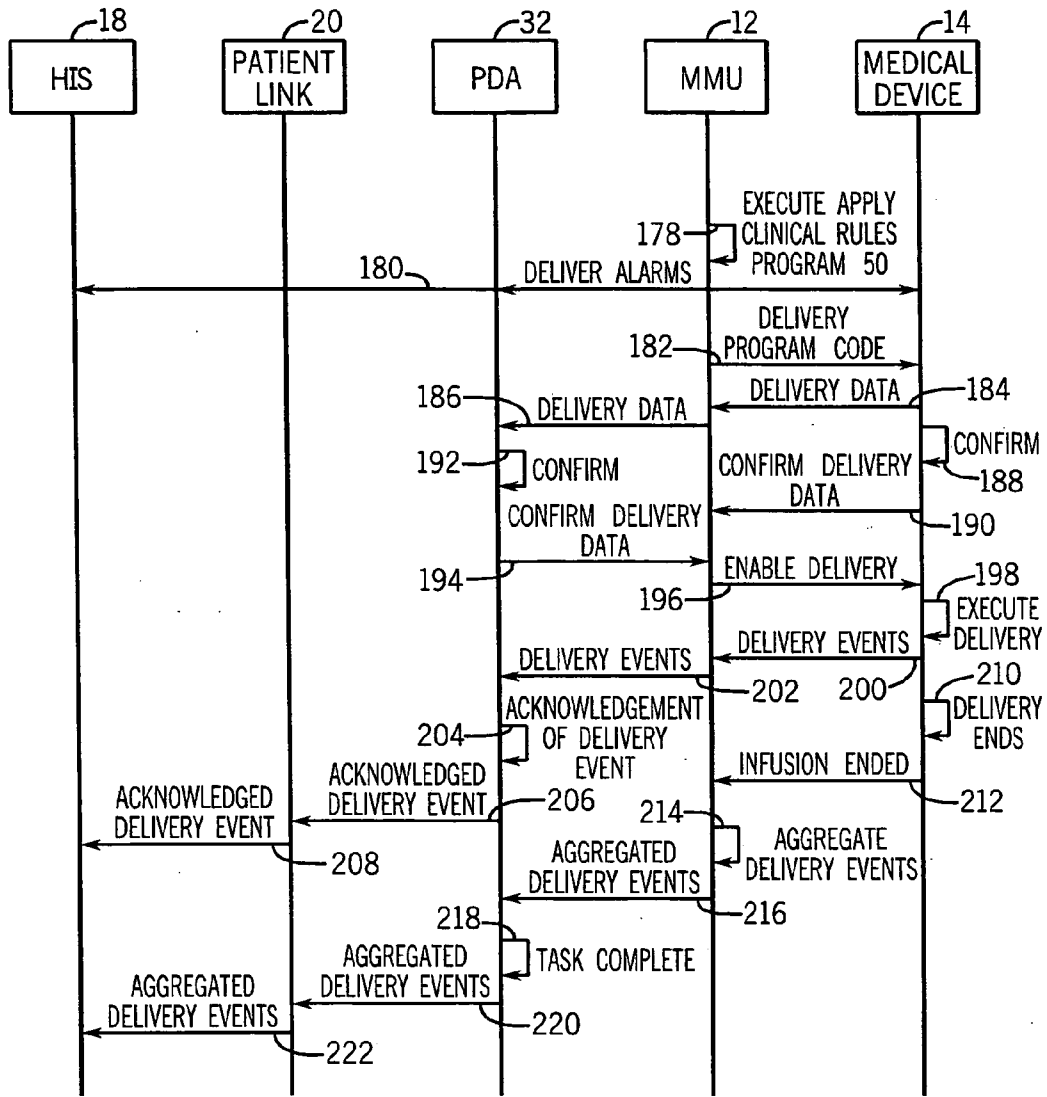 18
20
32
12
14
HIS
PATIENT
LINK
PDA
MMU
MEDICAL
DEVICE
178
EXECUTE APPLY
CLINICAL RULES
PROGRAM 50
180
DELIVER ALARMS
182
DELIVERY
PROGRAM CODE
184
DELIVERY DATA
186
DELIVERY DATA
CONFIRM
188
192
CONFIRM
CONFIRM DELIVERY
DATA
190
CONFIRM DELIVERY
DATA
194
ENABLE DELIVERY
196
198
EXECUTE
DELIVERY
DELIVERY EVENTS
200
DELIVERY EVENTS
202
210
DELIVERY
ENDS
204
ACKNOWLEDGEMENT
OF DELIVERY
EVENT
INFUSION ENDED
212
ACKNOWLEDGED
DELIVERY EVENT
206
ACKNOWLEDGED
DELIVERY EVENT
208
214
AGGREGATE
DELIVERY EVENTS
AGGREGATED
DELIVERY EVENTS
216
218
TASK COMPLETE
AGGREGATED
DELIVERY EVENTS
220
AGGREGATED
DELIVERY EVENTS
222